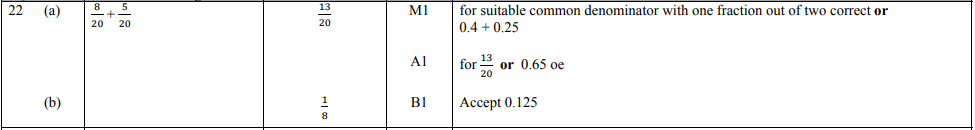 22 (a) 8/20 + 5/20 13/20 M1 for suitable common denominator with one fraction out of two correct or
0.4 + 0.25
A1 for 13/20 or 0.65 oe
(b) 1/8 B1 Accept 0.125